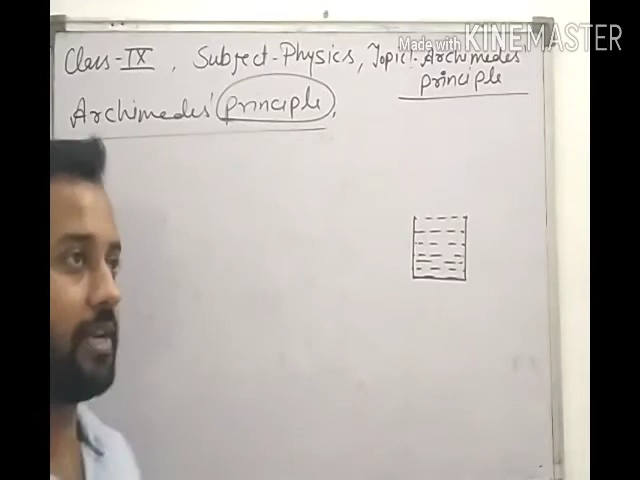 Made with KINEMASTER
Class-IX, Subject-Physics, Topic!-Archimedes'
principle
Archimedes' principle,